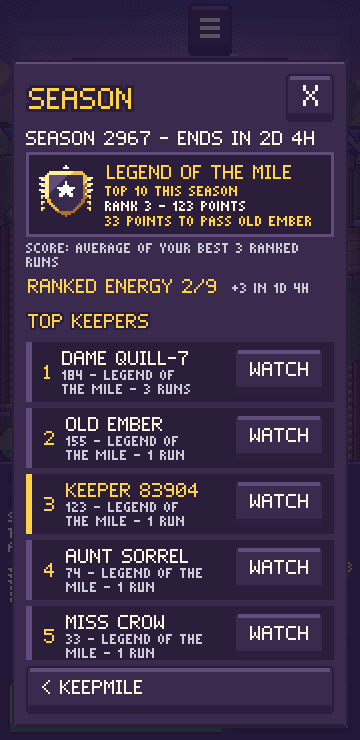 SEASON
X
SEASON 2967 - ENDS IN 2D 4H
LEGEND OF THE MILE
TOP 10 THIS SEASON
RANK 3 - 123 POINTS
33 POINTS TO PASS OLD EMBER
SCORE: AVERAGE OF YOUR BEST 3 RANKED
RUNS
RANKED ENERGY 2/9 +3 IN 1D 4H
TOP KEEPERS
1 DAME QUILL-7
184 - LEGEND OF
THE MILE - 3 RUNS
WATCH
2 OLD EMBER
155 - LEGEND OF
THE MILE - 1 RUN
WATCH
3 KEEPER 83904
123 - LEGEND OF
THE MILE - 1 RUN
WATCH
4 AUNT SORREL
74 - LEGEND OF THE
MILE - 1 RUN
WATCH
5 MISS CROW
33 - LEGEND OF THE
MILE - 1 RUN
WATCH
< KEEPMILE